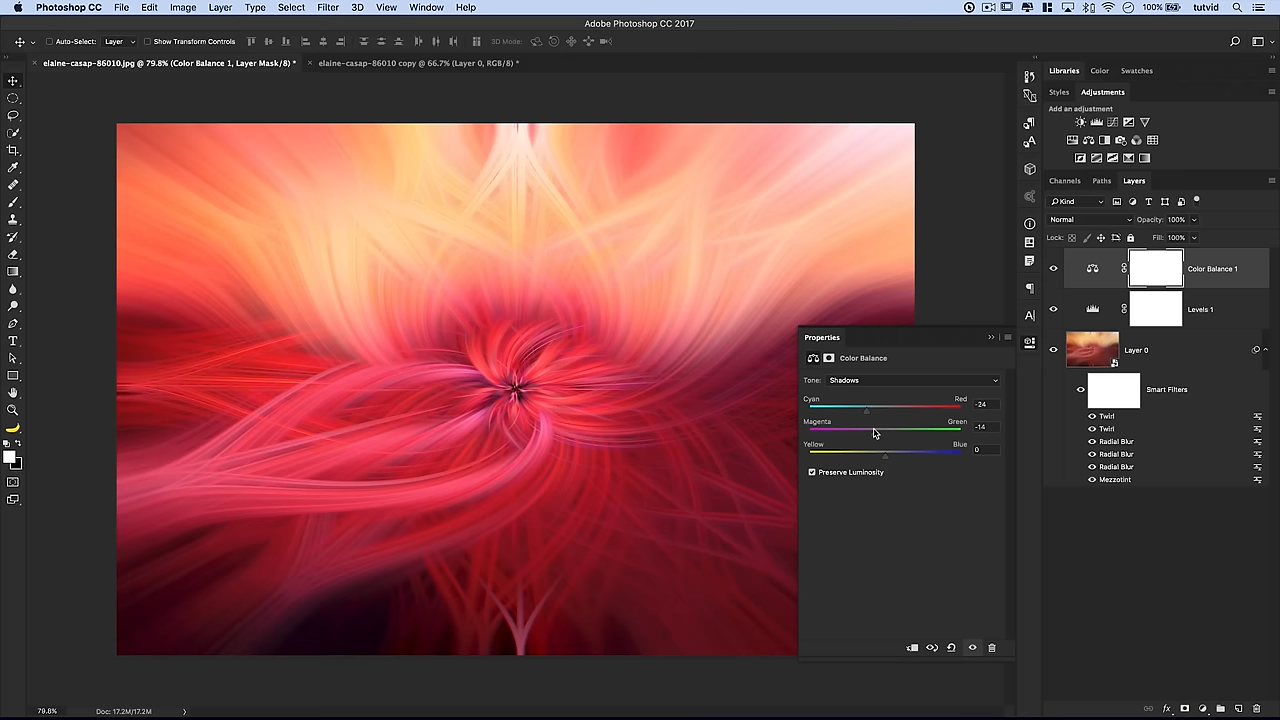 Photoshop CC File Edit Image Layer Type Select Filter 3D View Window Help 100% tutvid
Adobe Photoshop CC 2017
Auto-Select: Layer Show Transform Controls 3D Mode:
× elaine-casap-86010.jpg @ 79.8% (Color Balance 1, Layer Mask/8) * × elaine-casap-86010 copy @ 66.7% (Layer 0, RGB/8) *
Libraries Color Swatches
Styles Adjustments
Add an adjustment
Channels Paths Layers
Kind
Normal Opacity: 100%
Lock: Fill: 100%
Color Balance 1
Levels 1
Layer 0
Smart Filters
Twirl
Twirl
Radial Blur
Radial Blur
Radial Blur
Mezzotint
Properties
Color Balance
Tone: Shadows
Cyan Red -24
Magenta Green -14
Yellow Blue 0
Preserve Luminosity
79.8% Doc: 17.2M/17.2M